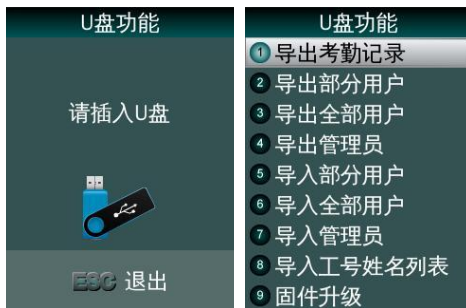 U盘功能
请插入U盘
ESC 退出
U盘功能
1 导出考勤记录
2 导出部分用户
3 导出全部用户
4 导出管理员
5 导入部分用户
6 导入全部用户
7 导入管理员
8 导入工号姓名列表
9 固件升级